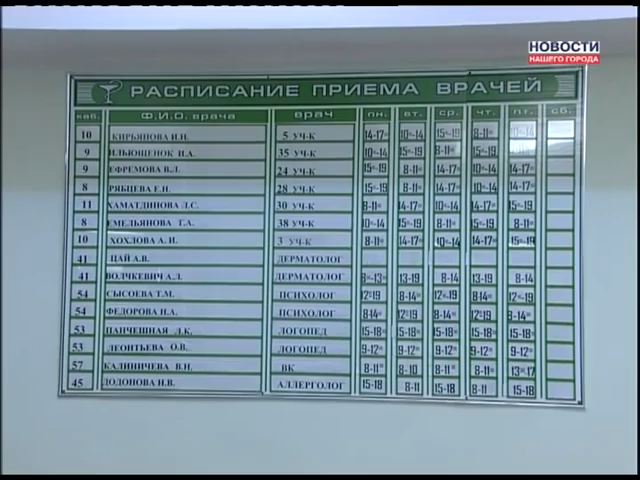 НОВОСТИ
НАШЕГО ГОРОДА
РАСПИСАНИЕ ПРИЕМА ВРАЧЕЙ
каб. Ф.И.О. врача врач пн. вт. ср. чт. пт. сб.
10 КИРЬЯНОВА И.Н. 5 УЧ-К 14-17 10-14 15-19 8-11 10-14
9 ИЛЬЮЩЕНОК И.А. 35 УЧ-К 10-14 15-19 8-11 15-19
9 ЕФРЕМОВА В.Л. 24 УЧ-К 15-19 8-11 14-17 10-14 14-17
8 РЯБЦЕВА Е.Н. 28 УЧ-К 15-19 8-11 14-17 10-14 14-17
11 ХАМАТДИНОВА Л.С. 30 УЧ-К 8-11 14-17 10-14 14-17 15-19
8 ЕМЕЛЬЯНОВА Т.А. 38 УЧ-К 10-14 15-19 8-11 15-19 8-11
10 ХОХЛОВА А.И. 3 УЧ-К 8-11 14-17 10-14 14-17 15-19
41 ЦАЙ А.В. ДЕРМАТОЛОГ
41 ВОЛЧКЕВИЧ А.Л. ДЕРМАТОЛОГ 8-13 13-19 8-14 13-19 8-14
54 СЫСОЕВА Т.М. ПСИХОЛОГ 12-19 8-14 12-19 8-14 12-19
54 ФЕДОРОВА Н.А. ПСИХОЛОГ 8-14 12-19 8-14 12-19 8-14
53 ПАНЧЕШНАЯ Л.К. ЛОГОПЕД 15-18 15-18 15-18 15-18 15-18
53 ЛЕОНТЬЕВА О.В. ЛОГОПЕД 9-12 9-12 9-12 9-12 9-12
57 КАЛИНИЧЕВА В.Н. ВК 8-11 8-10 8-11 8-11 13-17
45 ДОДОНОВА Н.В. АЛЛЕРГОЛОГ 15-18 8-11 15-18 8-11 15-18